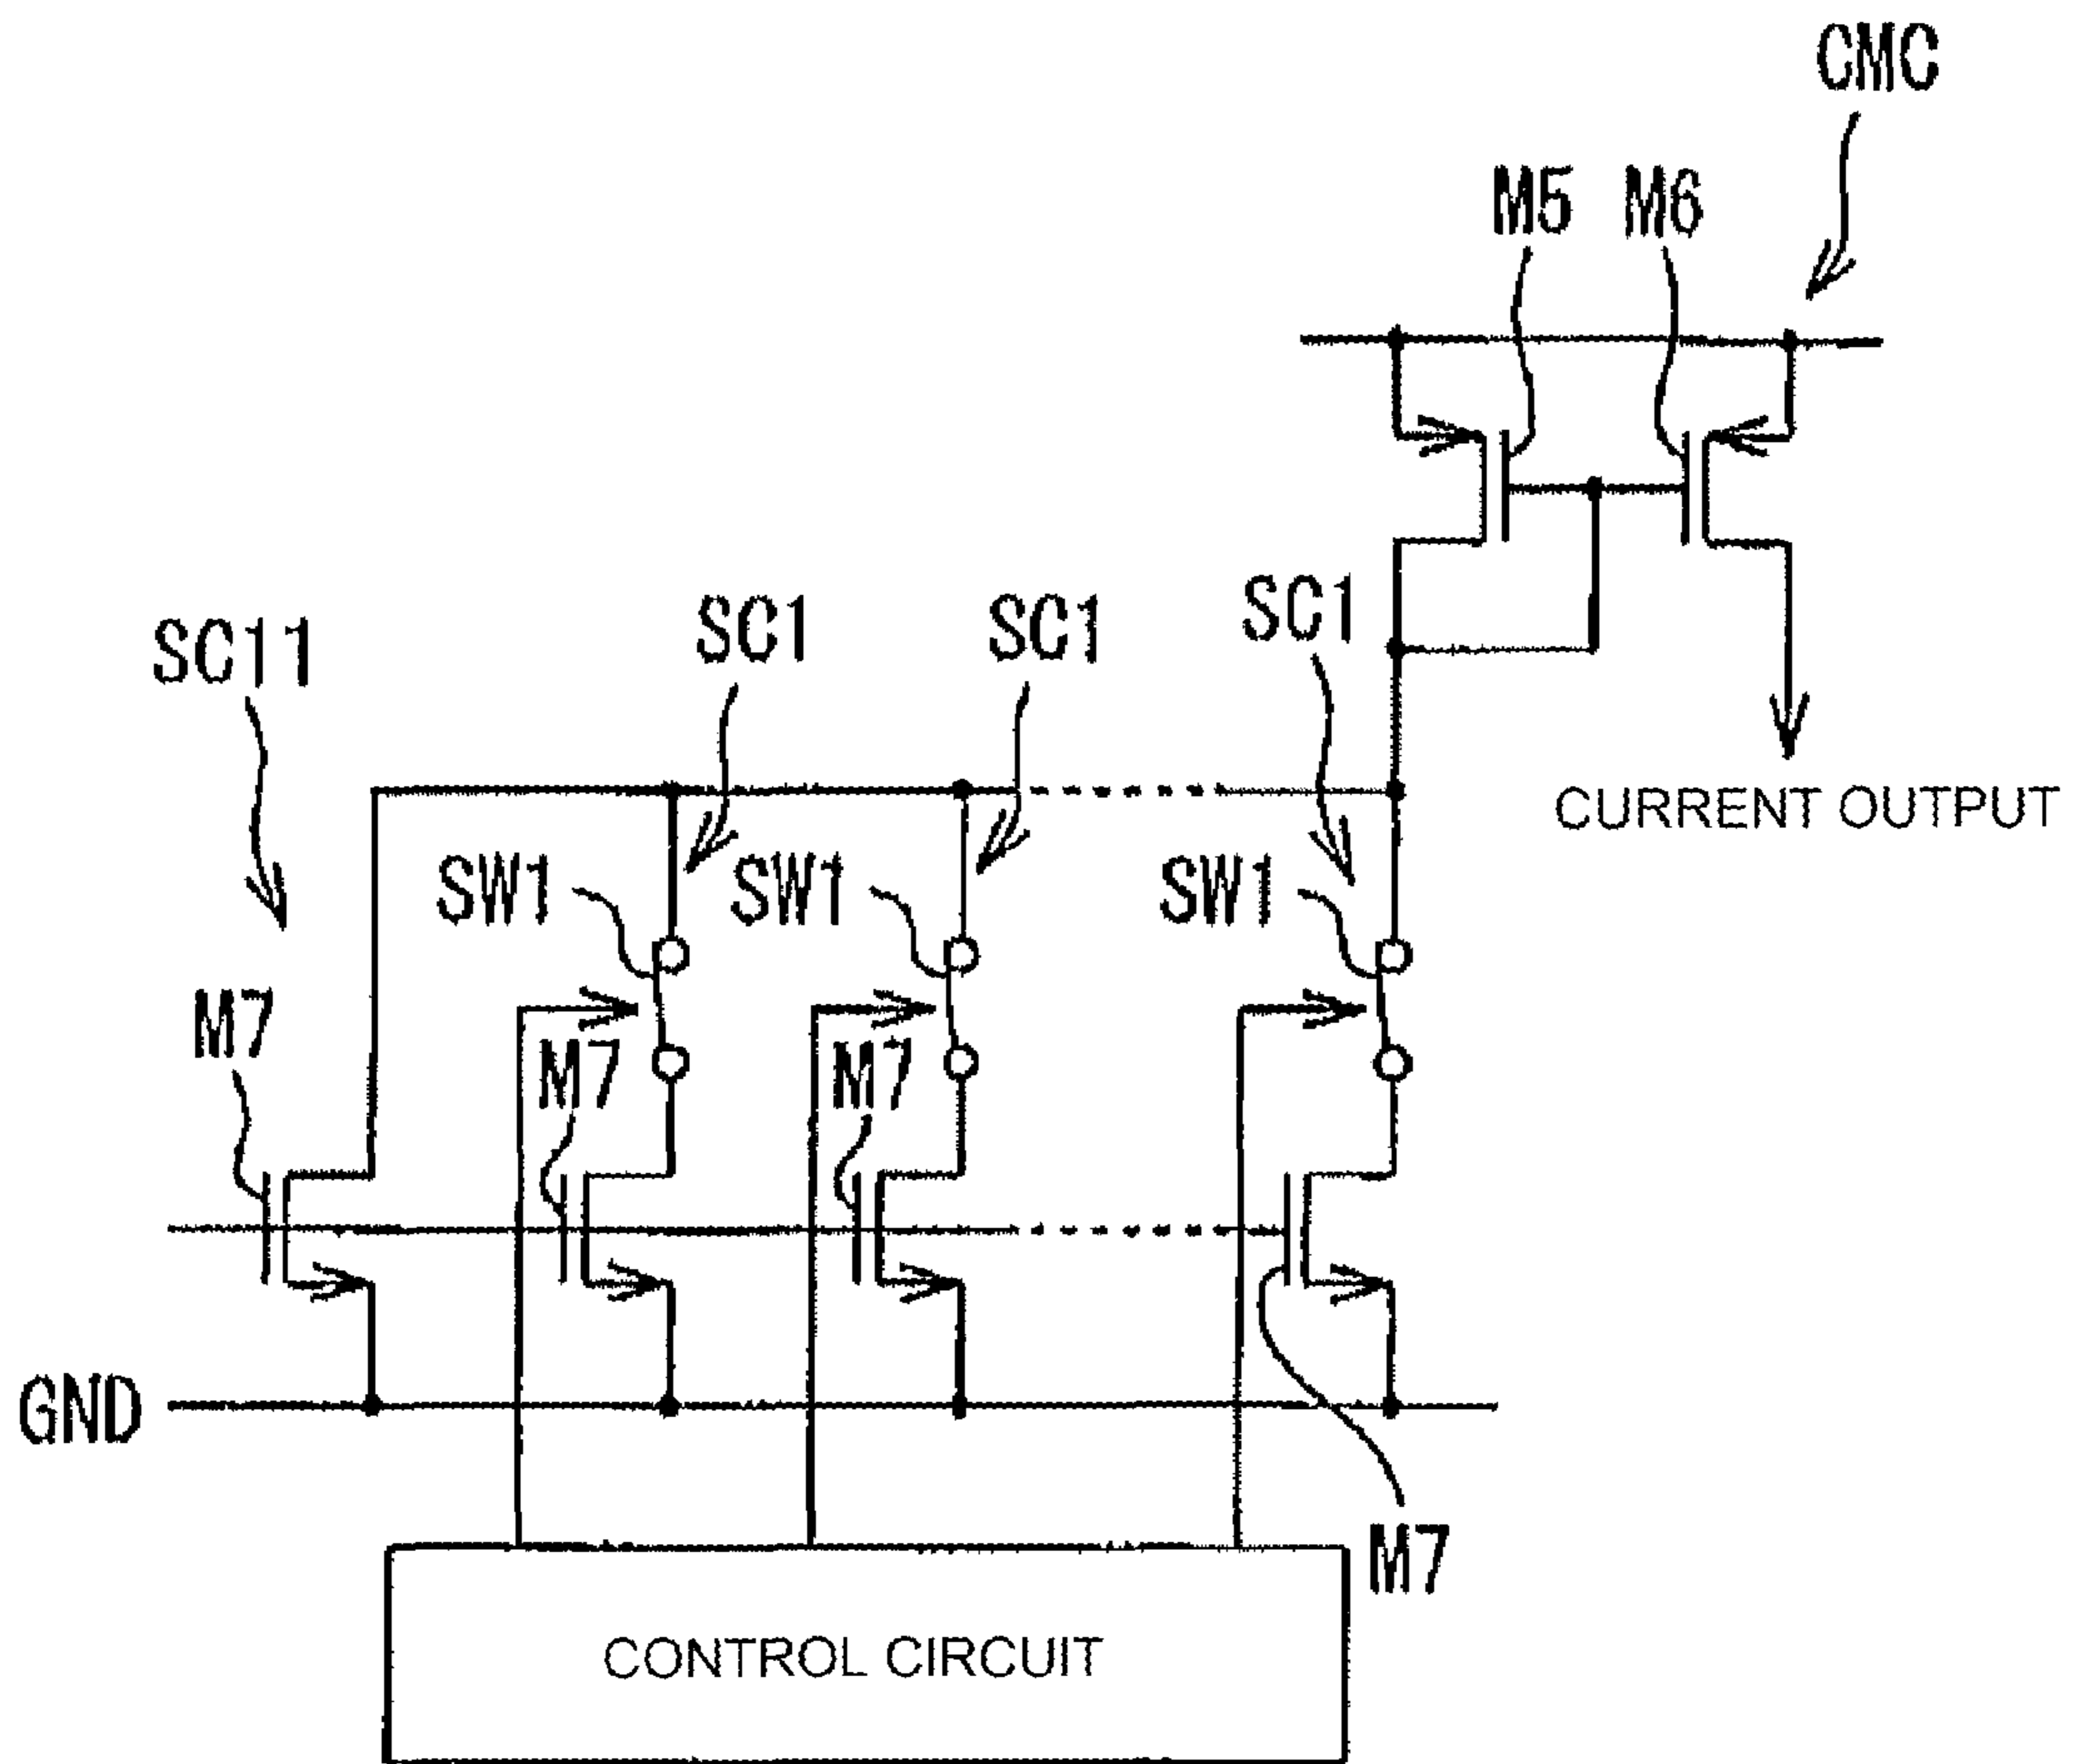 CMC
M5 M6
SC11
SC1
SC1
SC1
CURRENT OUTPUT
SW1
SW1
SW1
M7
M7
M7
GND
M7
CONTROL CIRCUIT